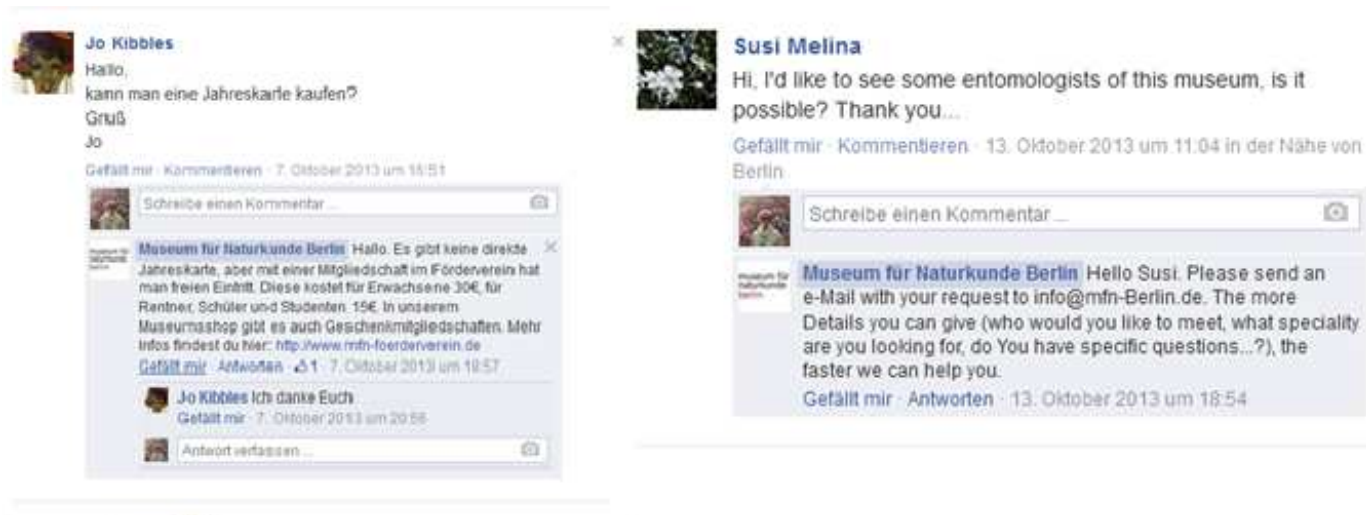 Jo Kibbles
Hallo,
kann man eine Jahreskarte kaufen?
Gruß
Jo
Gefällt mir · Kommentieren · 7. Oktober 2013 um 16:51
Schreibe einen Kommentar ...
Museum für Naturkunde Berlin Hallo. Es gibt keine direkte
Jahreskarte, aber mit einer Mitgliedschaft im Förderverein hat
man freien Eintritt. Diese kostet für Erwachsene 30€, für
Rentner, Schüler und Studenten 15€. In unserem
Museumsshop gibt es auch Geschenkmitgliedschaften. Mehr
Infos findest du hier: http://www.mfn-foerderverein.de
Gefällt mir · Antworten · 1 · 7. Oktober 2013 um 18:57
Jo Kibbles Ich danke Euch
Gefällt mir · 7. Oktober 2013 um 20:56
Antwort verfassen ...
Susi Melina
Hi, I'd like to see some entomologists of this museum, is it
possible? Thank you...
Gefällt mir · Kommentieren · 13. Oktober 2013 um 11:04 in der Nähe von
Berlin
Schreibe einen Kommentar ...
museum für
naturkunde
berlin
Museum für Naturkunde Berlin Hello Susi. Please send an
e-Mail with your request to info@mfn-Berlin.de. The more
Details you can give (who would you like to meet, what speciality
are you looking for, do You have specific questions...?), the
faster we can help you.
Gefällt mir · Antworten · 13. Oktober 2013 um 18:54